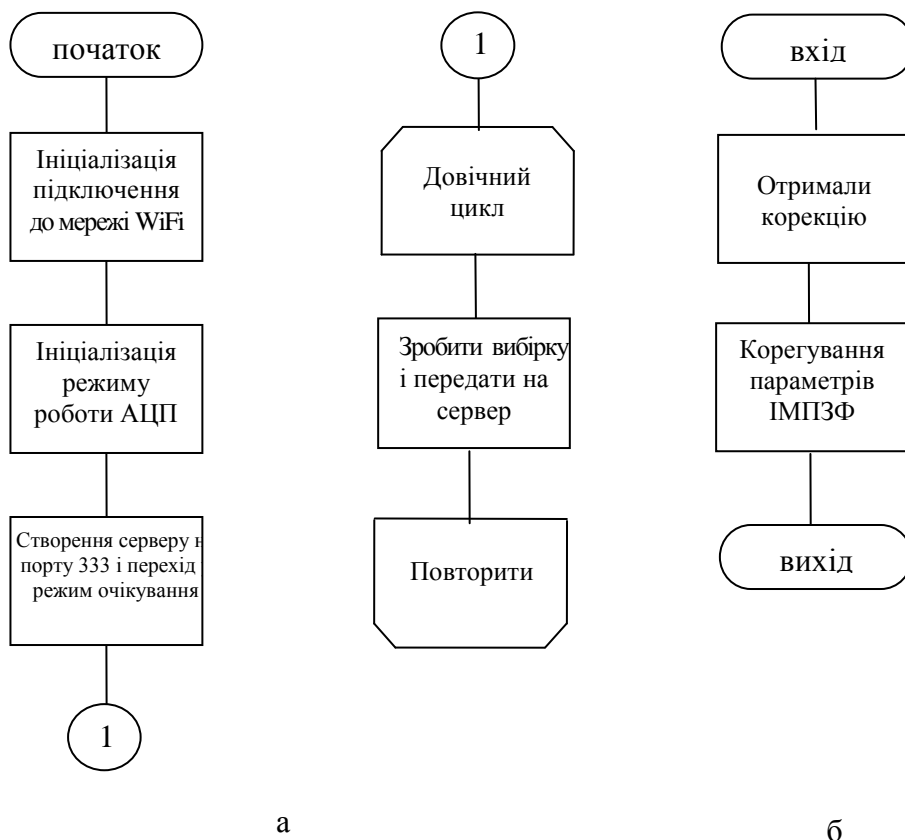 початок
Ініціалізація
підключення
до мережі WiFi
Ініціалізація
режиму
роботи АЦП
Створення серверу н
порту 333 і перехід
режим очікування
1
1
Довічний
цикл
Зробити вибірку
і передати на
сервер
Повторити
а
вхід
Отримали
корекцію
Корегування
параметрів
ІМПЗФ
вихід
б